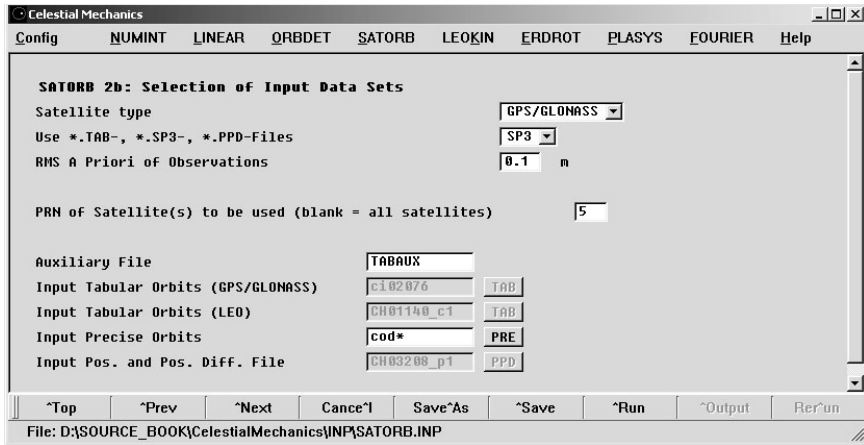 Celestial Mechanics
Config NUMINT LINEAR ORBDET SATORB LEOKIN ERDROT PLASYS FOURIER Help
SATORB 2b: Selection of Input Data Sets
Satellite type GPS/GLONASS
Use *.TAB-, *.SP3-, *.PPD-Files SP3
RMS A Priori of Observations 0.1 m
PRN of Satellite(s) to be used (blank = all satellites) 5
Auxiliary File TABAUX
Input Tabular Orbits (GPS/GLONASS) ci02076 TAB
Input Tabular Orbits (LEO) CH01140_c1 TAB
Input Precise Orbits cod* PRE
Input Pos. and Pos. Diff. File CH03208_p1 PPD
^Top ^Prev ^Next Cance^l Save^As ^Save ^Run ^Output Rer^un
File: D:\SOURCE_BOOK\CelestialMechanics\INP\SATORB.INP